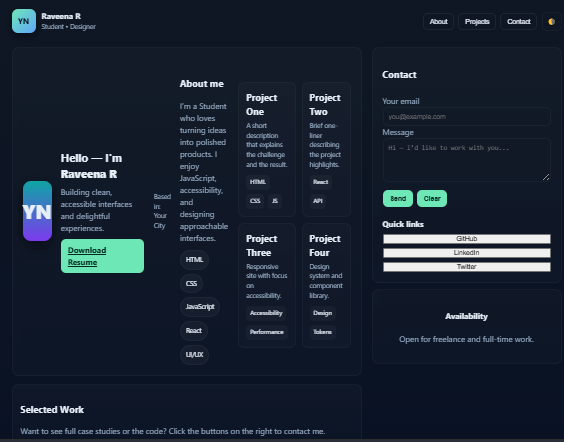 YN
Raveena R
Student • Designer
About
Projects
Contact
YN
Hello — I'm
Raveena R
Building clean,
accessible interfaces
and delightful
experiences.
Download
Resume
Based
in:
Your
City
About me
I'm a Student
who loves
turning ideas
into polished
products. I
enjoy
JavaScript,
accessibility,
and
designing
approachable
interfaces.
HTML
CSS
JavaScript
React
UI/UX
Project
One
A short
description
that explains
the challenge
and the result.
HTML
CSS
JS
Project
Two
Brief one-
liner
describing
the project
highlights.
React
API
Project
Three
Responsive
site with focus
on
accessibility.
Accessibility
Performance
Project
Four
Design
system and
component
library.
Design
Tokens
Contact
Your email
you@example.com
Message
Hi — I'd like to work with you...
Send
Clear
Quick links
GitHub
LinkedIn
Twitter
Availability
Open for freelance and full-time work.
Selected Work
Want to see full case studies or the code? Click the buttons on the right to contact me.